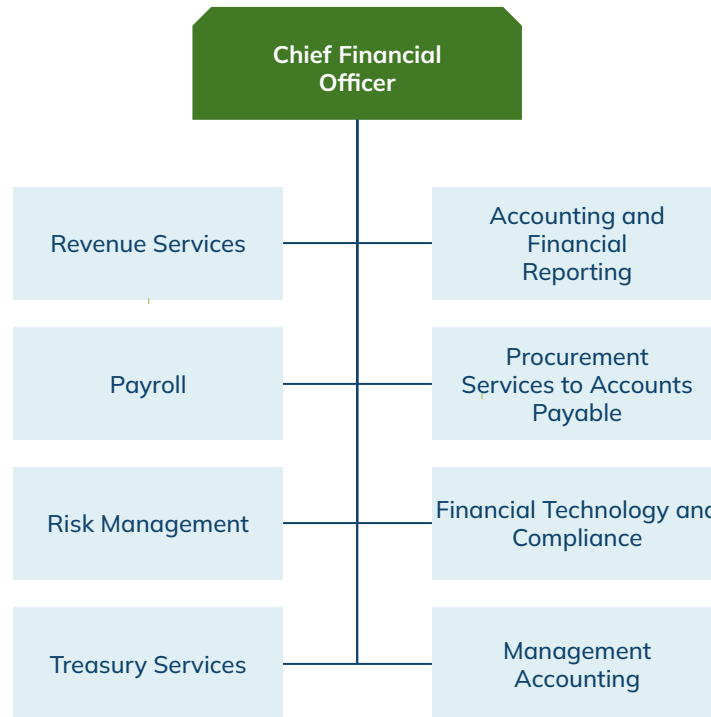 Chief Financial
Officer
Revenue Services
Accounting and
Financial
Reporting
Payroll
Procurement
Services to Accounts
Payable
Risk Management
Financial Technology and
Compliance
Treasury Services
Management
Accounting